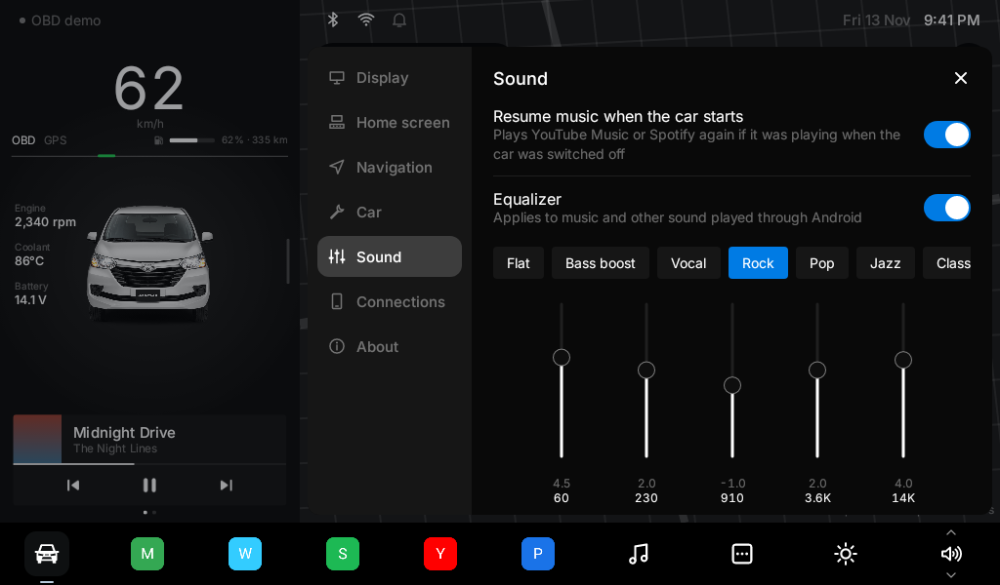 OBD demo
Fri 13 Nov 9:41 PM
62
km/h
OBD GPS
62% · 335 km
Engine
2,340 rpm
Coolant
86°C
Battery
14.1 V
Midnight Drive
The Night Lines
Display
Home screen
Navigation
Car
Sound
Connections
About
Sound
Resume music when the car starts
Plays YouTube Music or Spotify again if it was playing when the
car was switched off
Equalizer
Applies to music and other sound played through Android
Flat Bass boost Vocal Rock Pop Jazz Class
4.5 2.0 -1.0 2.0 4.0
60 230 910 3.6K 14K
M W S Y P